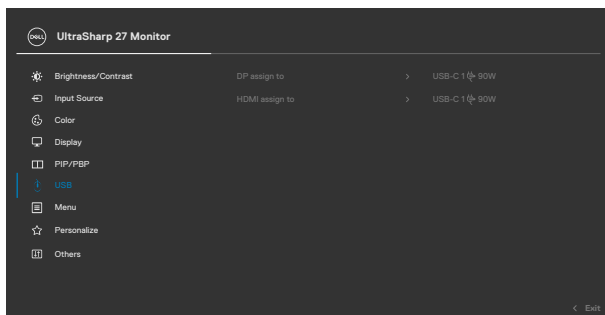 DELL UltraSharp 27 Monitor
Brightness/Contrast DP assign to > USB-C 1 90W
Input Source HDMI assign to > USB-C 1 90W
Color
Display
PIP/PBP
USB
Menu
Personalize
Others
< Exit